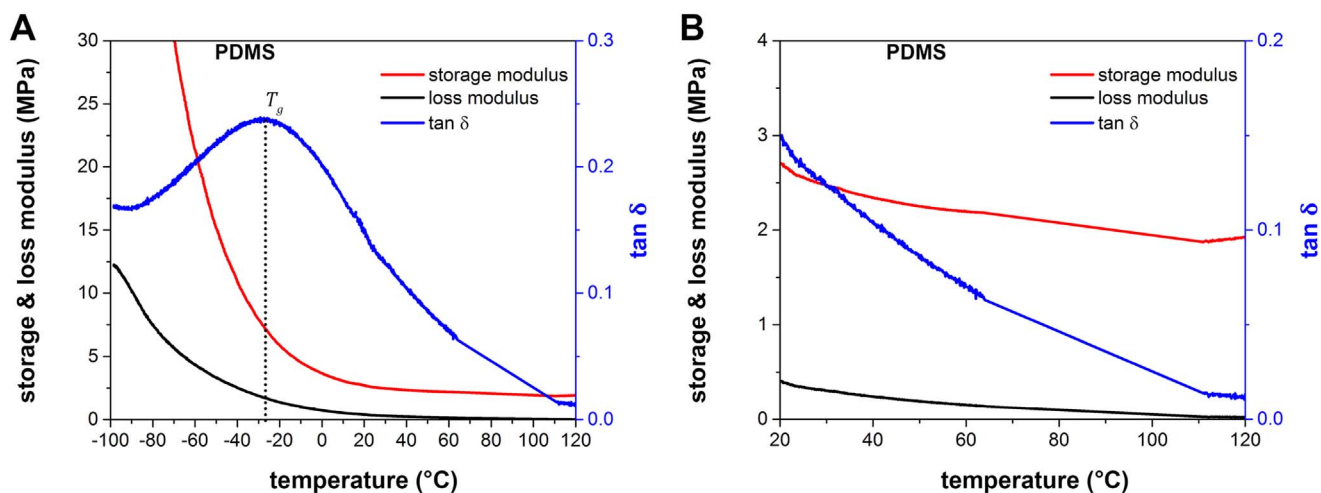 A
PDMS
storage modulus
loss modulus
tan δ
T_g
storage & loss modulus (MPa)
30
25
20
15
10
5
0
0.3
0.2
0.1
0.0
tan δ
-100 -80 -60 -40 -20 0 20 40 60 80 100 120
temperature (°C)
B
PDMS
storage modulus
loss modulus
tan δ
storage & loss modulus (MPa)
4
3
2
1
0
0.2
0.1
0.0
tan δ
20 40 60 80 100 120
temperature (°C)